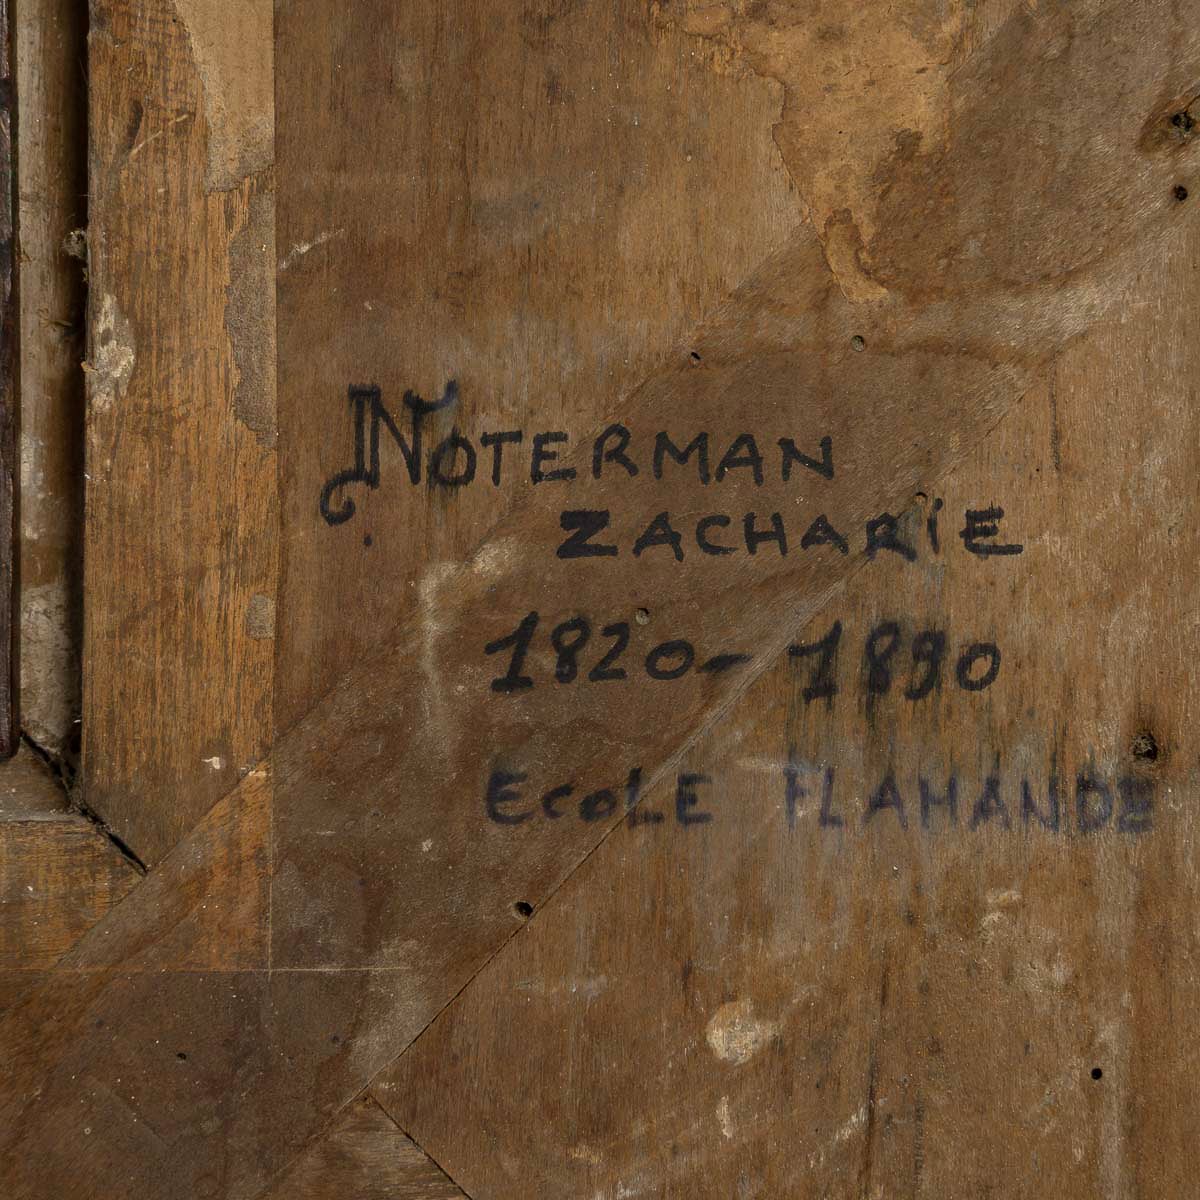 NOTERMAN
ZACHARIE
1820-1890
ECOLE FLAMANDE